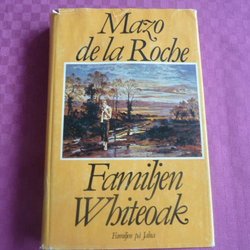 Mazo
de la Roche
Familjen
Whiteoak
Familjen på Jalna